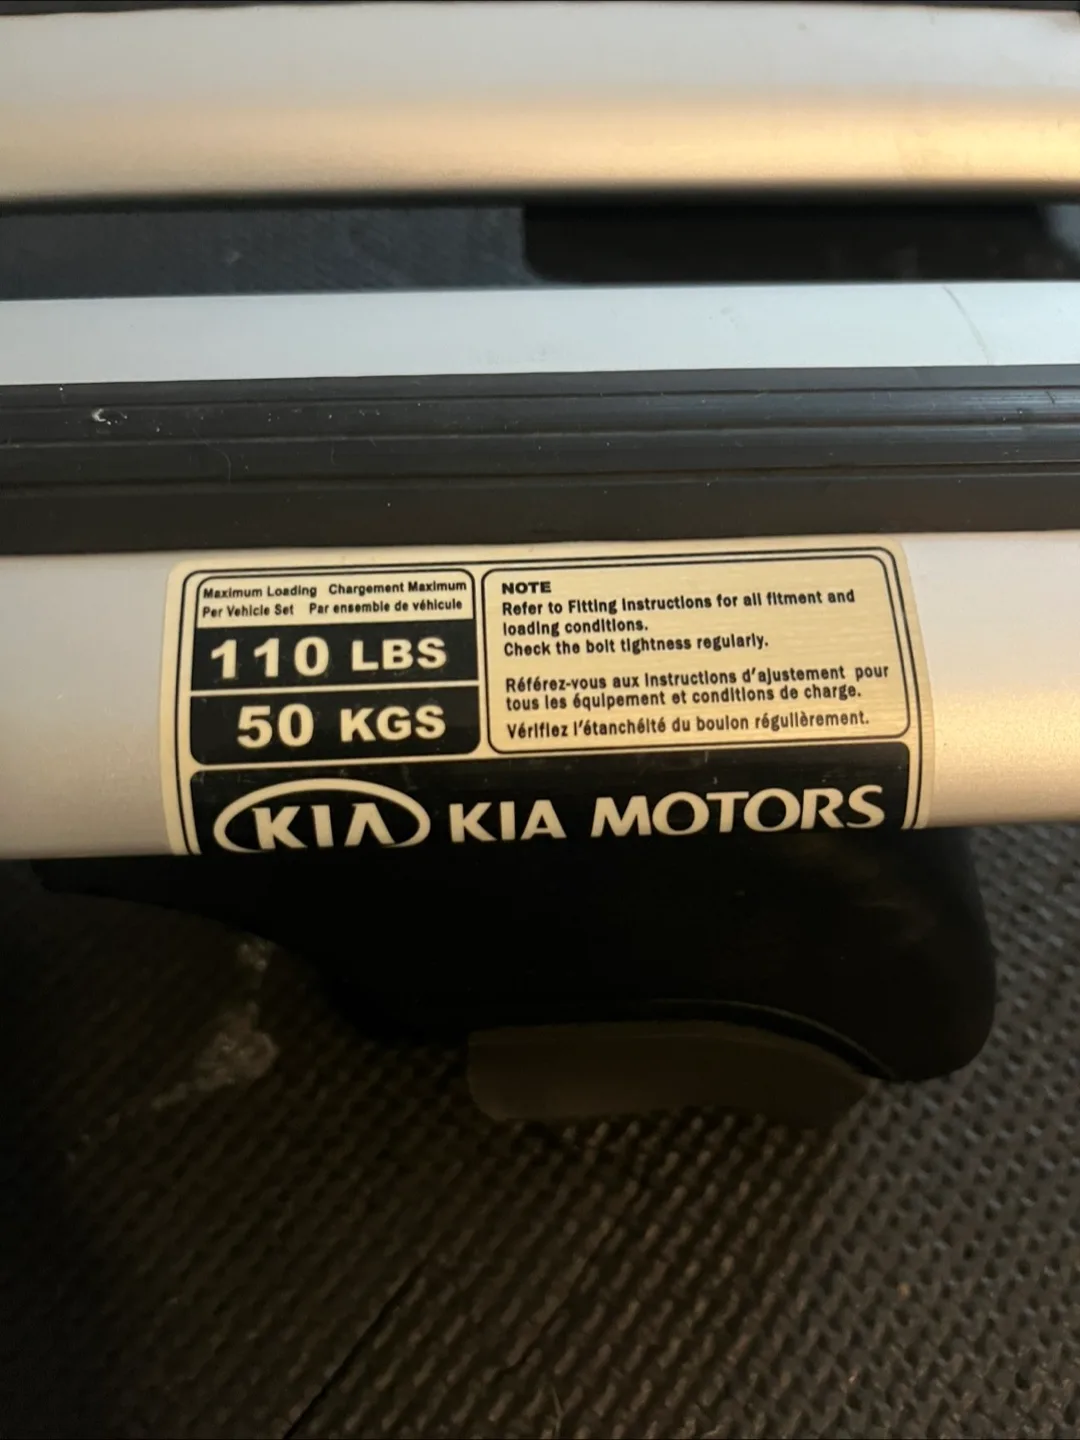 Maximum Loading Chargement Maximum
Per Vehicle Set Par ensemble de véhicule
110 LBS
50 KGS
NOTE
Refer to Fitting Instructions for all fitment and
loading conditions.
Check the bolt tightness regularly.
Référez-vous aux Instructions d'ajustement pour
tous les équipement et conditions de charge.
Vérifiez l'étanchéité du boulon régulièrement.
KIA KIA MOTORS